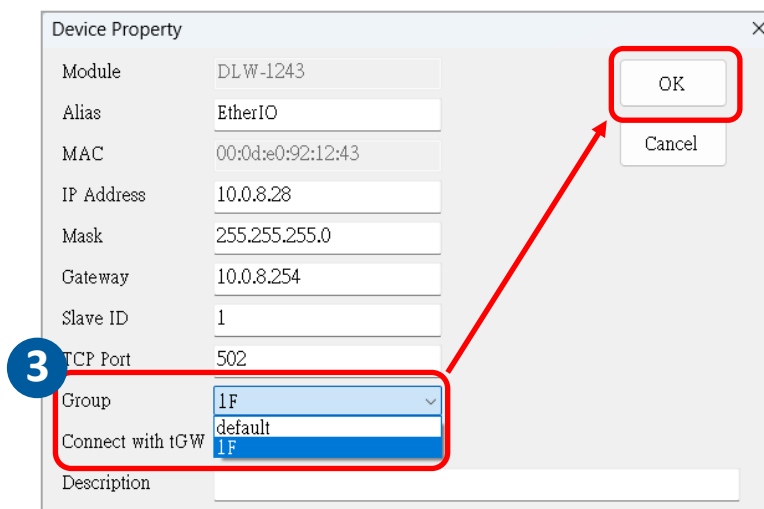 Device Property
Module DLW-1243
OK
Alias EtherIO
MAC 00:0d:e0:92:12:43
Cancel
IP Address 10.0.8.28
Mask 255.255.255.0
Gateway 10.0.8.254
Slave ID 1
TCP Port 502
3
Group 1F
default
Connect with tGW 1F
Description